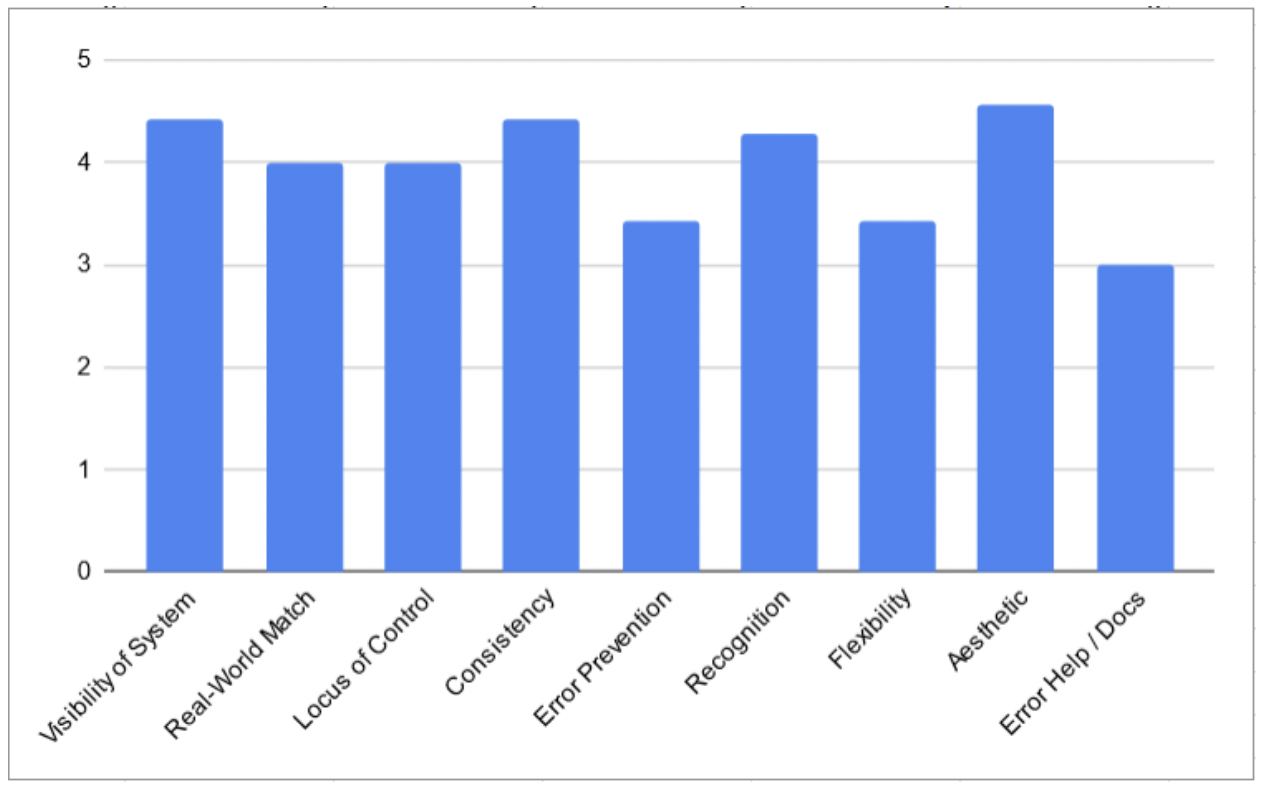 5
4
3
2
1
0
Visibility of System
Real-World Match
Locus of Control
Consistency
Error Prevention
Recognition
Flexibility
Aesthetic
Error Help / Docs